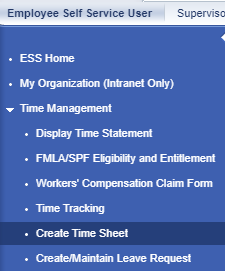 Employee Self Service User Superviso
ESS Home
My Organization (Intranet Only)
Time Management
Display Time Statement
FMLA/SPF Eligibility and Entitlement
Workers' Compensation Claim Form
Time Tracking
Create Time Sheet
Create/Maintain Leave Request